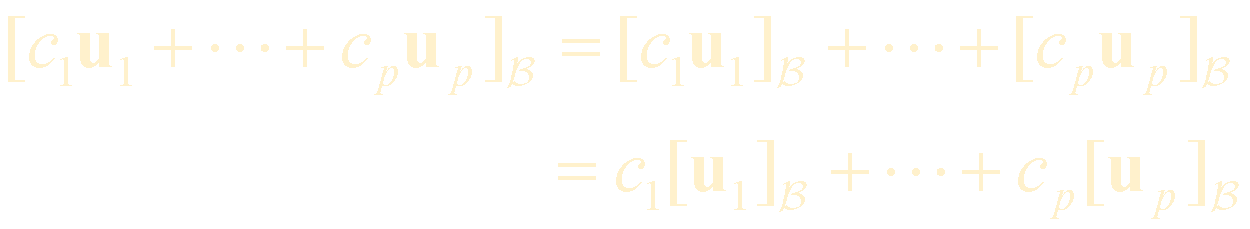 [c₁𝐮₁ + ⋯ + cₚ𝐮ₚ]_ℬ = [c₁𝐮₁]_ℬ + ⋯ + [cₚ𝐮ₚ]_ℬ
= c₁[𝐮₁]_ℬ + ⋯ + cₚ[𝐮ₚ]_ℬ